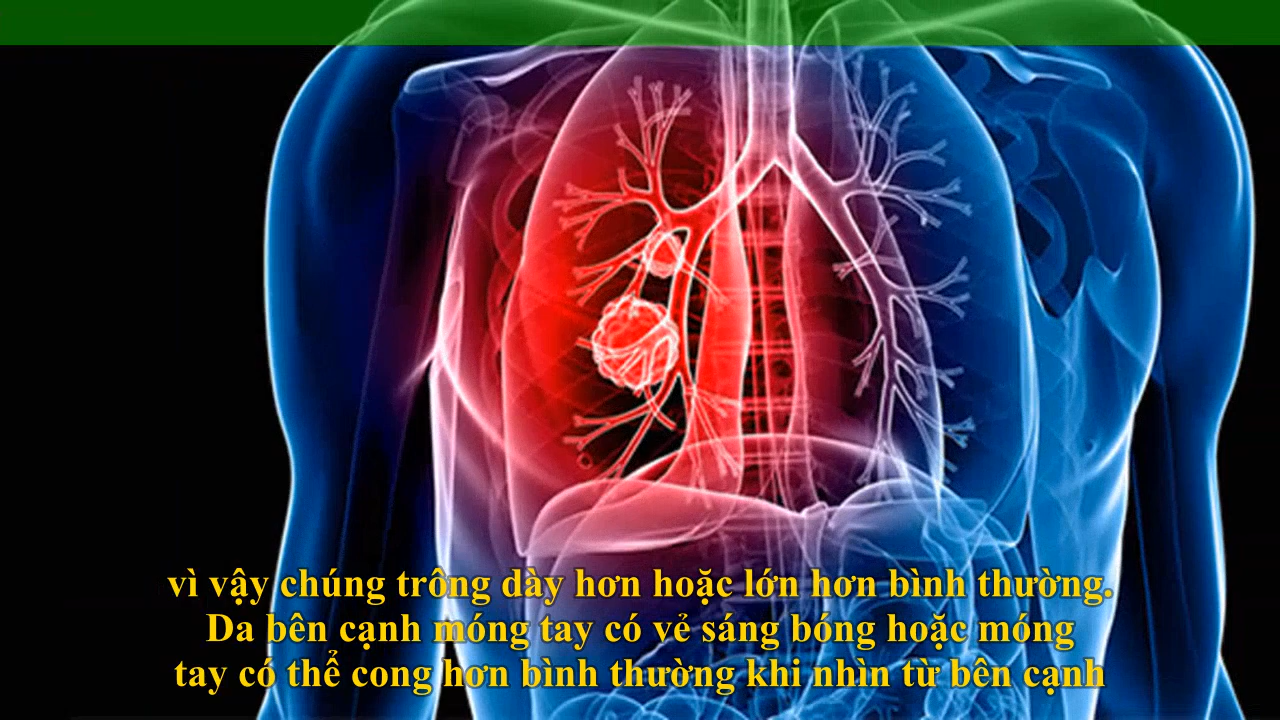 vì vậy chúng trông dày hơn hoặc lớn hơn bình thường.
Da bên cạnh móng tay có vẻ sáng bóng hoặc móng
tay có thể cong hơn bình thường khi nhìn từ bên cạnh